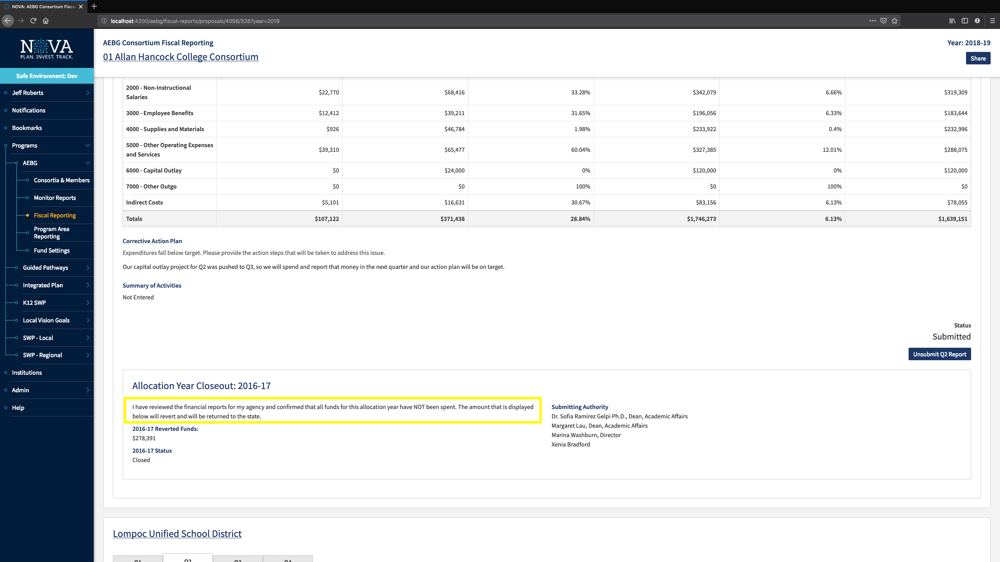 NOVA: AEBG Consortium Fiscal
localhost:4200/aebg/fiscal-reports/proposals/4056/328?year=2019
NOVA
PLAN. INVEST. TRACK.
Safe Environment: Dev
Jeff Roberts
Notifications
Bookmarks
Programs
AEBG
Consortia & Members
Monitor Reports
Fiscal Reporting
Program Area
Reporting
Fund Settings
Guided Pathways
Integrated Plan
K12 SWP
Local Vision Goals
SWP - Local
SWP - Regional
Institutions
Admin
Help
AEBG Consortium Fiscal Reporting
01 Allan Hancock College Consortium
Year: 2018-19
Share
2000 - Non-Instructional
Salaries $22,770 $68,416 33.28% $342,079 6.66% $319,309
3000 - Employee Benefits $12,412 $39,211 31.65% $196,056 6.33% $183,644
4000 - Supplies and Materials $926 $46,784 1.98% $233,922 0.4% $232,996
5000 - Other Operating Expenses
and Services $39,310 $65,477 60.04% $327,385 12.01% $288,075
6000 - Capital Outlay $0 $24,000 0% $120,000 0% $120,000
7000 - Other Outgo $0 $0 100% $0 100% $0
Indirect Costs $5,101 $16,631 30.67% $83,156 6.13% $78,055
Totals $107,122 $371,438 28.84% $1,746,273 6.13% $1,639,151
Corrective Action Plan
Expenditures fall below target. Please provide the action steps that will be taken to address this issue.
Our capital outlay project for Q2 was pushed to Q3, so we will spend and report that money in the next quarter and our action plan will be on target.
Summary of Activities
Not Entered
Status
Submitted
Unsubmit Q2 Report
Allocation Year Closeout: 2016-17
I have reviewed the financial reports for my agency and confirmed that all funds for this allocation year have NOT been spent. The amount that is displayed
below will revert and will be returned to the state.
2016-17 Reverted Funds:
$278,391
2016-17 Status
Closed
Submitting Authority
Dr. Sofia Ramirez Gelpi Ph.D., Dean, Academic Affairs
Margaret Lau, Dean, Academic Affairs
Marina Washburn, Director
Xenia Bradford
Lompoc Unified School District
Q1 Q2 Q3 Q4